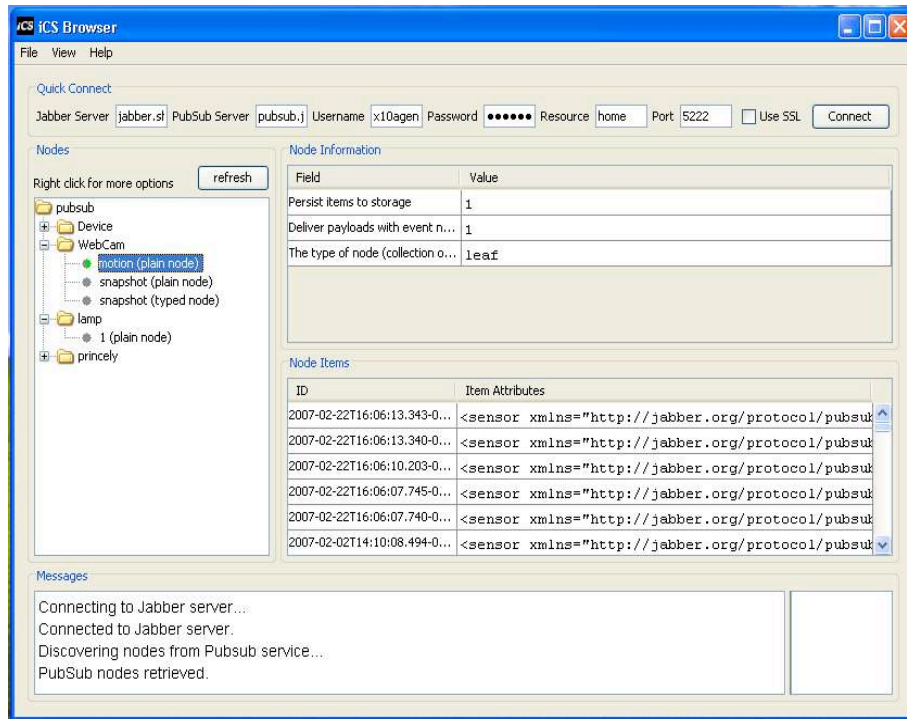 iCS iCS Browser
File View Help
Quick Connect
Jabber Server jabber.sl PubSub Server pubsub.j Username x10agen Password ●●●●●● Resource home Port 5222 Use SSL Connect
Nodes
Right click for more options refresh
pubsub
Device
WebCam
motion (plain node)
snapshot (plain node)
snapshot (typed node)
lamp
1 (plain node)
princely
Node Information
Field Value
Persist items to storage 1
Deliver payloads with event n... 1
The type of node (collection o... leaf
Node Items
ID Item Attributes
2007-02-22T16:06:13.343-0... <sensor xmlns="http://jabber.org/protocol/pubsub
2007-02-22T16:06:13.340-0... <sensor xmlns="http://jabber.org/protocol/pubsub
2007-02-22T16:06:10.203-0... <sensor xmlns="http://jabber.org/protocol/pubsub
2007-02-22T16:06:07.745-0... <sensor xmlns="http://jabber.org/protocol/pubsub
2007-02-22T16:06:07.740-0... <sensor xmlns="http://jabber.org/protocol/pubsub
2007-02-02T14:10:08.494-0... <sensor xmlns="http://jabber.org/protocol/pubsub
Messages
Connecting to Jabber server...
Connected to Jabber server.
Discovering nodes from Pubsub service...
PubSub nodes retrieved.